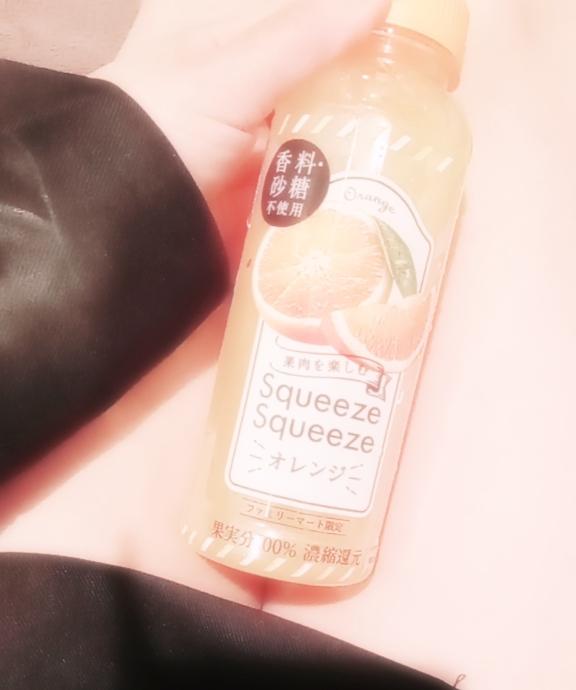 香料・
砂糖
不使用
Orange
果肉を楽しむ
Squeeze
Squeeze
オレンジ
ファミリーマート限定
果実分100% 濃縮還元